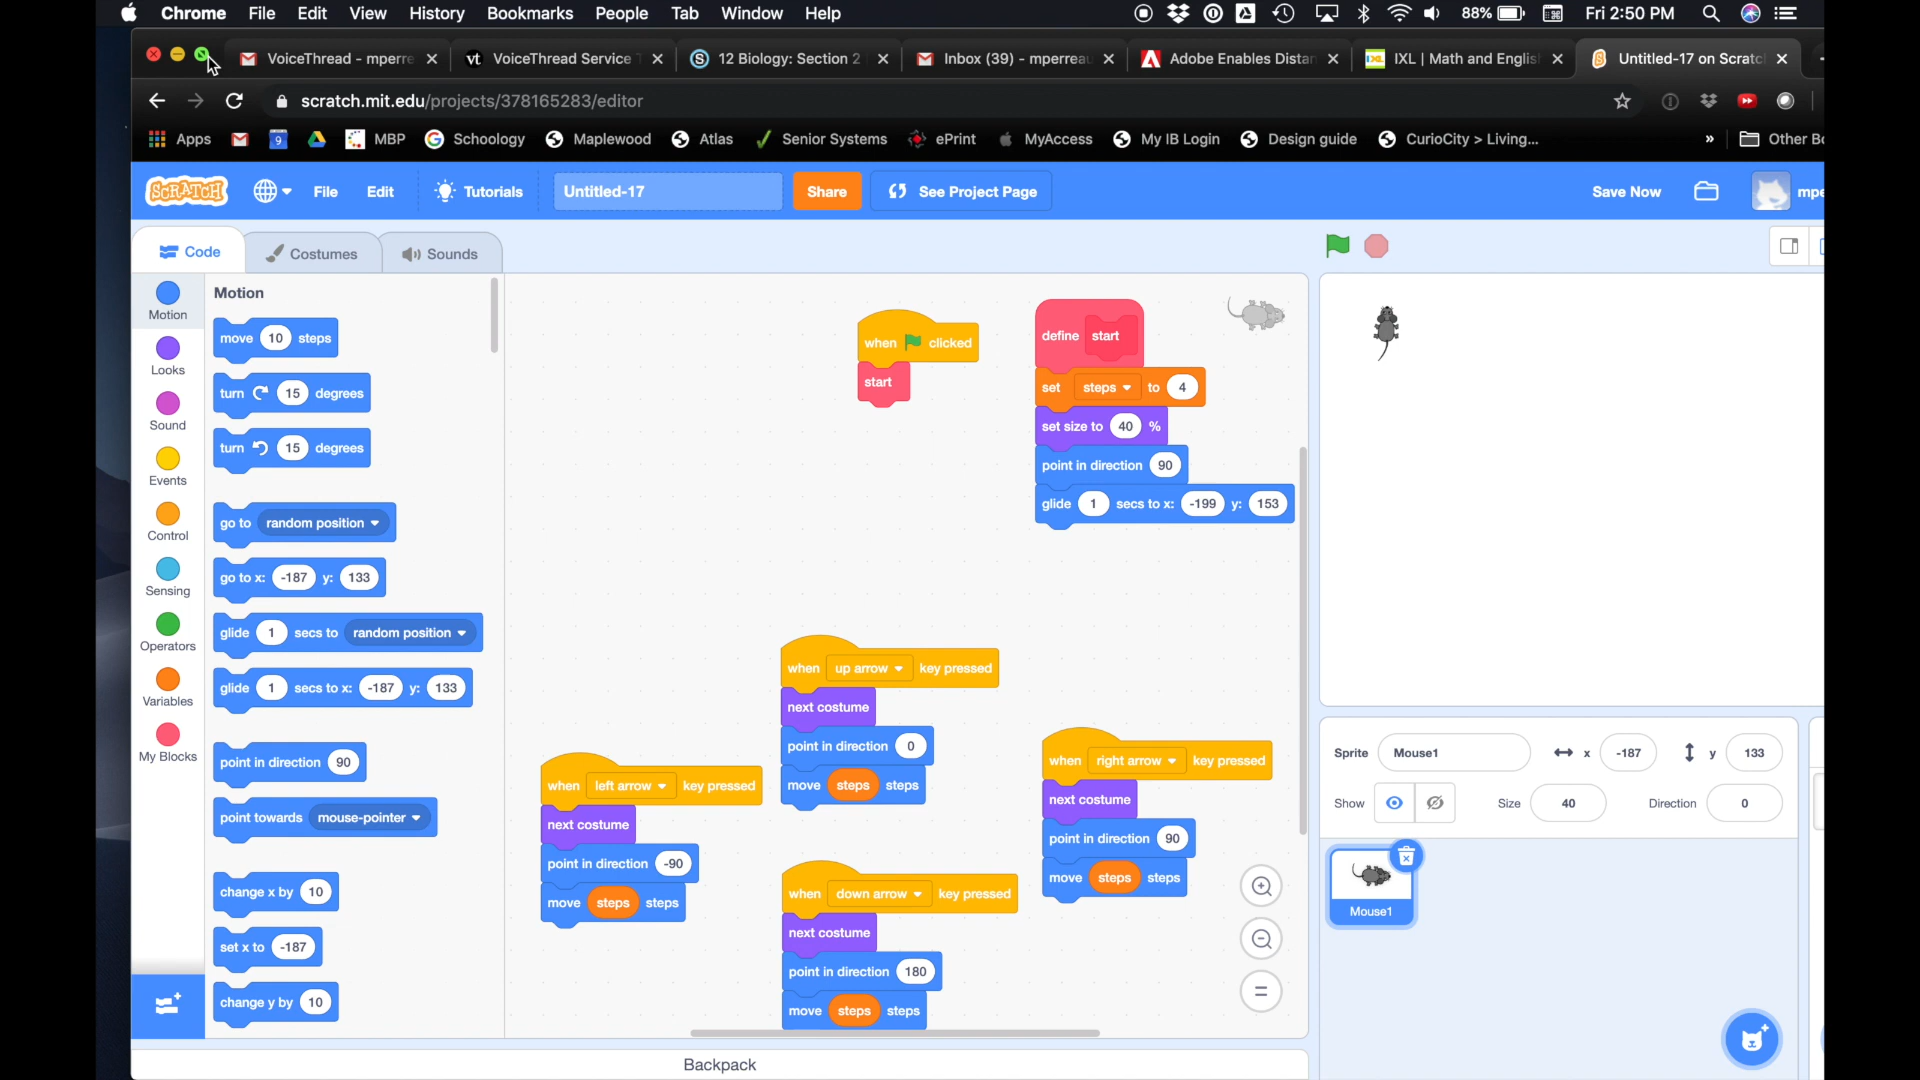 Chrome File Edit View History Bookmarks People Tab Window Help 88% Fri 2:50 PM
VoiceThread - mperre
vt VoiceThread Service
12 Biology: Section 2
Inbox (39) - mperreau
Adobe Enables Distan
IXL | Math and English
Untitled-17 on Scratc
scratch.mit.edu/projects/378165283/editor
Apps 9 MBP Schoology Maplewood Atlas Senior Systems ePrint MyAccess My IB Login Design guide CurioCity > Living... » Other Bo
SCRATCH File Edit Tutorials Untitled-17 Share See Project Page Save Now mpe
Code Costumes Sounds
Motion
Looks
Sound
Events
Control
Sensing
Operators
Variables
My Blocks
Motion
move 10 steps
turn 15 degrees
turn 15 degrees
go to random position
go to x: -187 y: 133
glide 1 secs to random position
glide 1 secs to x: -187 y: 133
point in direction 90
point towards mouse-pointer
change x by 10
set x to -187
change y by 10
when clicked
start
define start
set steps to 4
set size to 40 %
point in direction 90
glide 1 secs to x: -199 y: 153
when up arrow key pressed
next costume
point in direction 0
move steps steps
when left arrow key pressed
next costume
point in direction -90
move steps steps
when right arrow key pressed
next costume
point in direction 90
move steps steps
when down arrow key pressed
next costume
point in direction 180
move steps steps
Sprite Mouse1 x -187 y 133
Show Size 40 Direction 0
Mouse1
Backpack